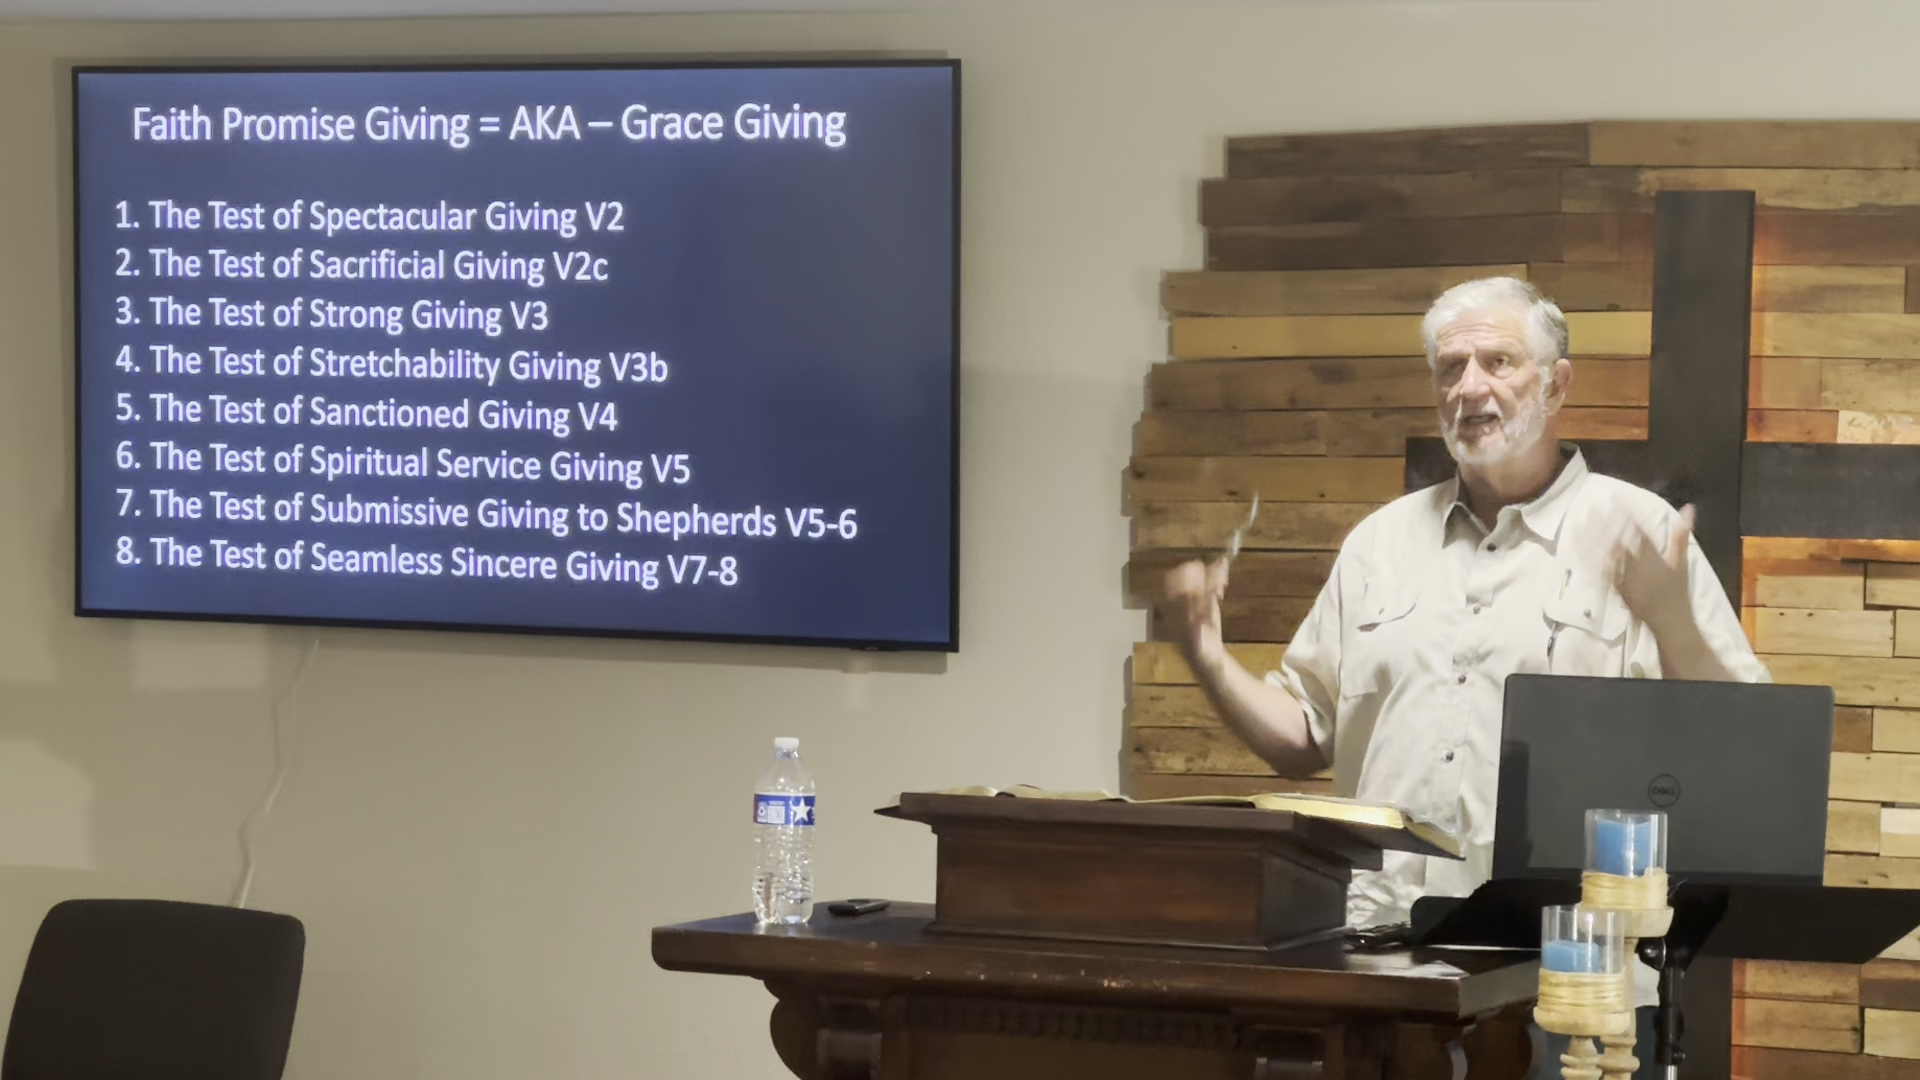 Faith Promise Giving = AKA – Grace Giving
1. The Test of Spectacular Giving V2
2. The Test of Sacrificial Giving V2c
3. The Test of Strong Giving V3
4. The Test of Stretchability Giving V3b
5. The Test of Sanctioned Giving V4
6. The Test of Spiritual Service Giving V5
7. The Test of Submissive Giving to Shepherds V5-6
8. The Test of Seamless Sincere Giving V7-8
DELL